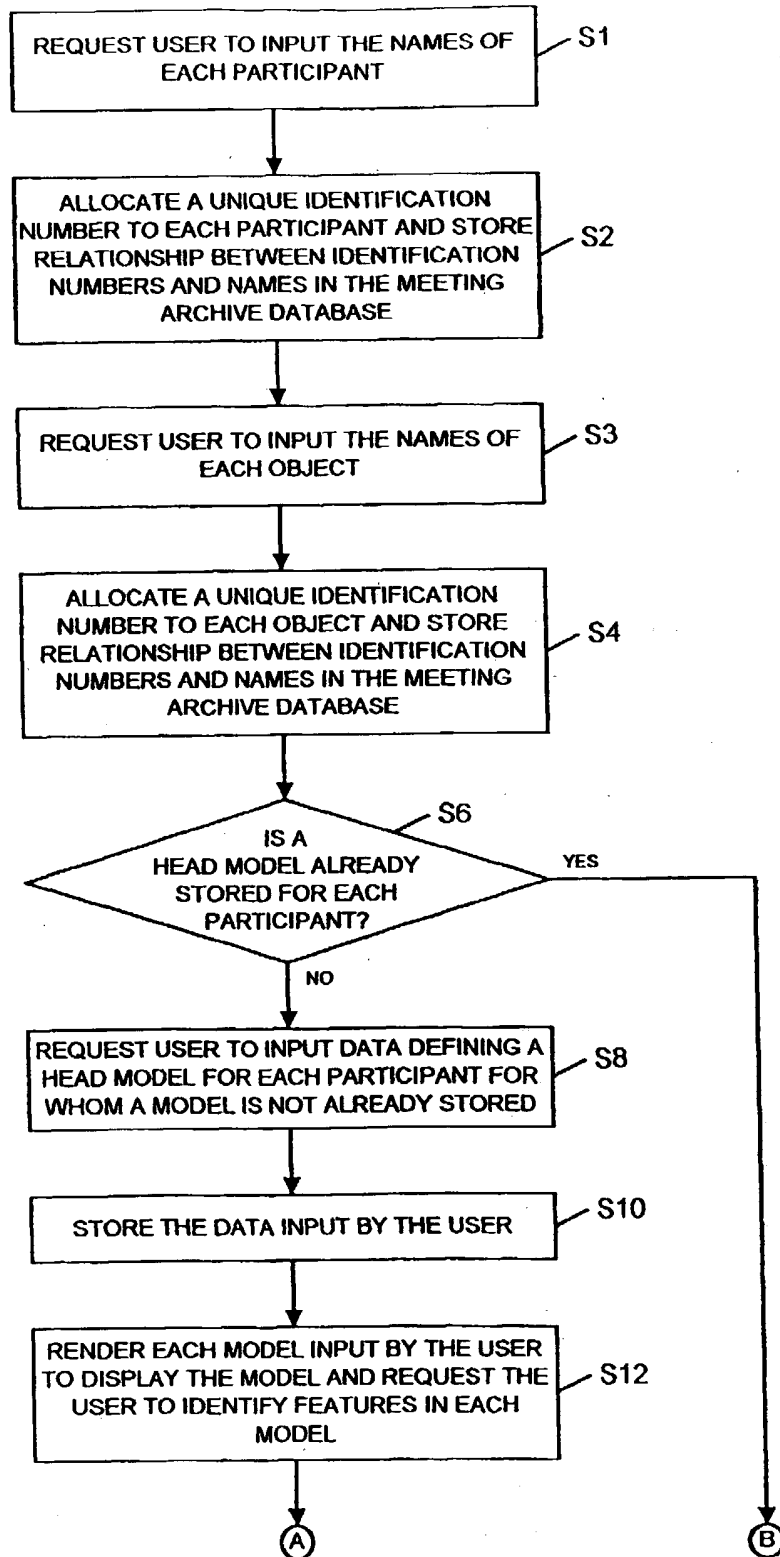 REQUEST USER TO INPUT THE NAMES OF
EACH PARTICIPANT
S1
ALLOCATE A UNIQUE IDENTIFICATION
NUMBER TO EACH PARTICIPANT AND STORE
RELATIONSHIP BETWEEN IDENTIFICATION
NUMBERS AND NAMES IN THE MEETING
ARCHIVE DATABASE
S2
REQUEST USER TO INPUT THE NAMES OF
EACH OBJECT
S3
ALLOCATE A UNIQUE IDENTIFICATION
NUMBER TO EACH OBJECT AND STORE
RELATIONSHIP BETWEEN IDENTIFICATION
NUMBERS AND NAMES IN THE MEETING
ARCHIVE DATABASE
S4
IS A
HEAD MODEL ALREADY
STORED FOR EACH
PARTICIPANT?
S6
YES
NO
REQUEST USER TO INPUT DATA DEFINING A
HEAD MODEL FOR EACH PARTICIPANT FOR
WHOM A MODEL IS NOT ALREADY STORED
S8
STORE THE DATA INPUT BY THE USER
S10
RENDER EACH MODEL INPUT BY THE USER
TO DISPLAY THE MODEL AND REQUEST THE
USER TO IDENTIFY FEATURES IN EACH
MODEL
S12
A
B